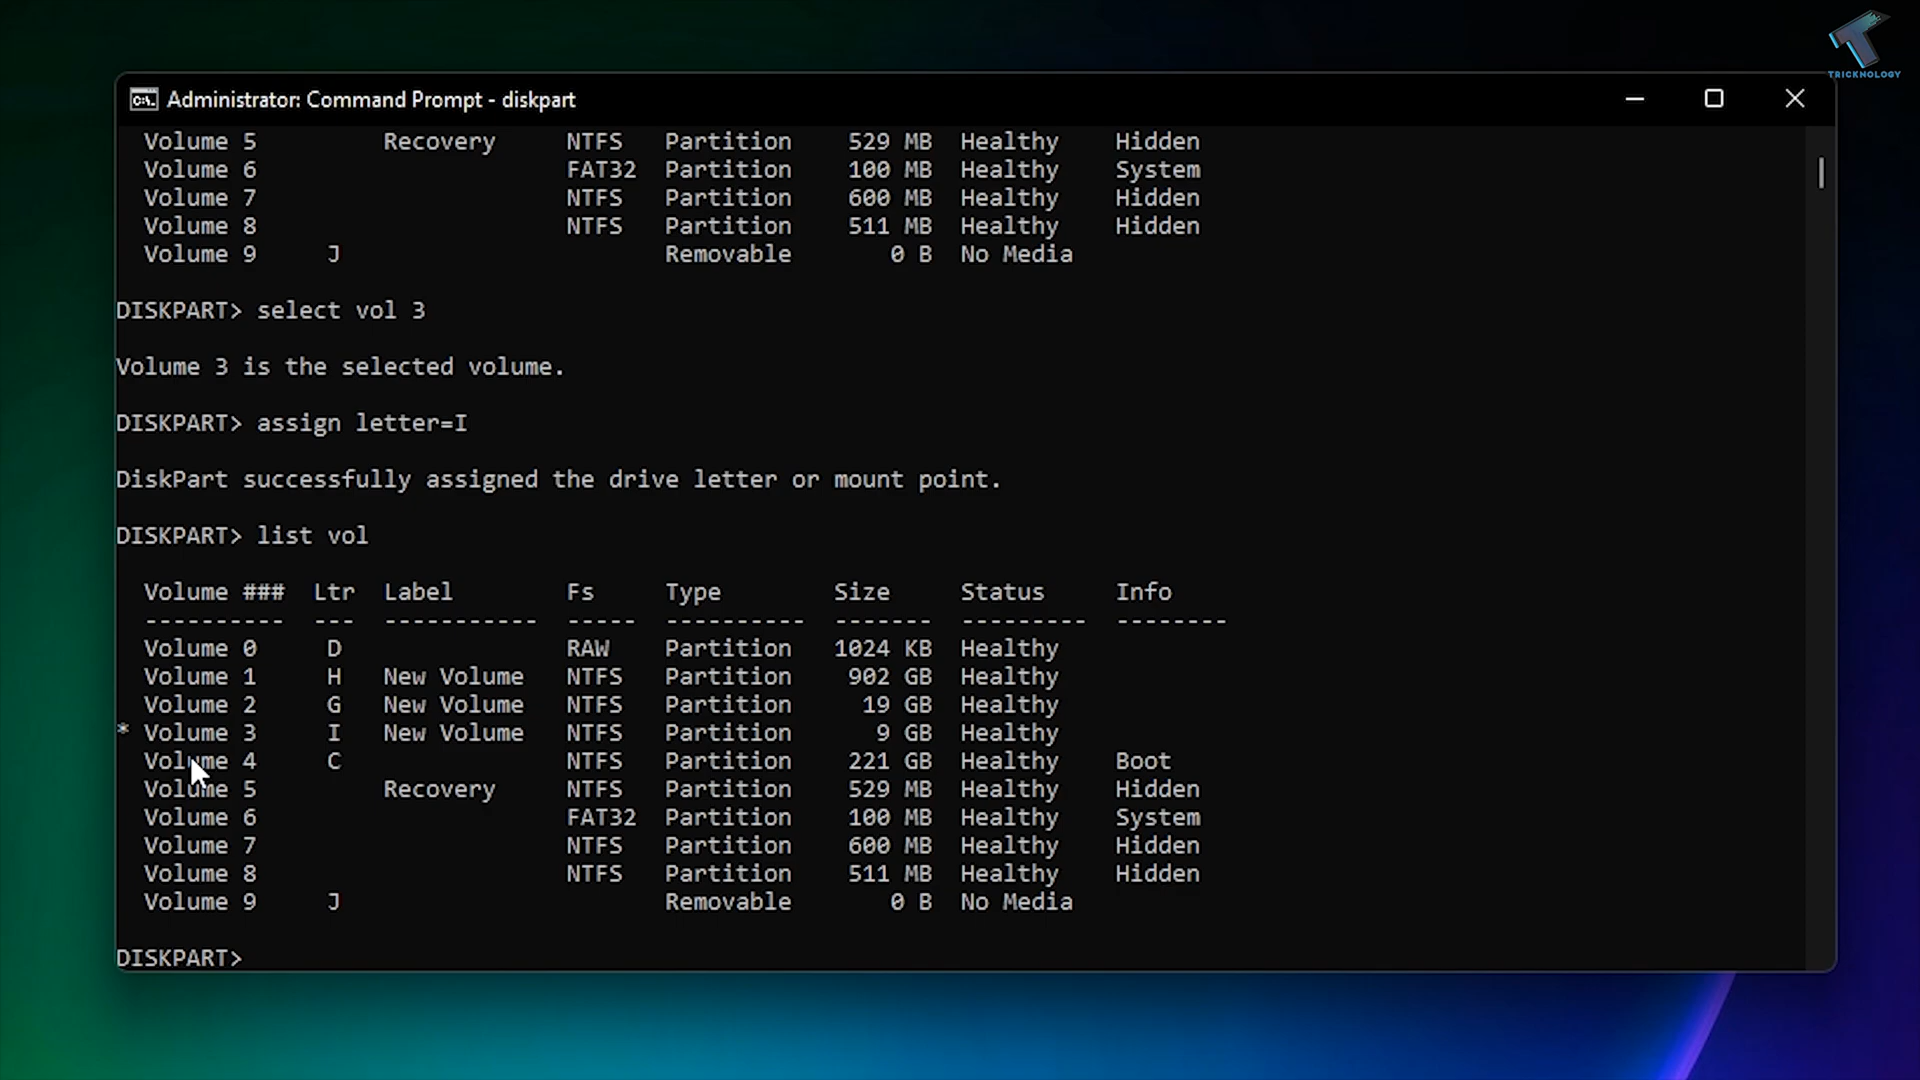 TRICKNOLOGY
Administrator: Command Prompt - diskpart
Volume 5 Recovery NTFS Partition 529 MB Healthy Hidden
Volume 6 FAT32 Partition 100 MB Healthy System
Volume 7 NTFS Partition 600 MB Healthy Hidden
Volume 8 NTFS Partition 511 MB Healthy Hidden
Volume 9 J Removable 0 B No Media
DISKPART> select vol 3
Volume 3 is the selected volume.
DISKPART> assign letter=I
DiskPart successfully assigned the drive letter or mount point.
DISKPART> list vol
Volume ### Ltr Label Fs Type Size Status Info
---------- --- ----------- ----- ---------- ------- --------- --------
Volume 0 D RAW Partition 1024 KB Healthy
Volume 1 H New Volume NTFS Partition 902 GB Healthy
Volume 2 G New Volume NTFS Partition 19 GB Healthy
* Volume 3 I New Volume NTFS Partition 9 GB Healthy
Volume 4 C NTFS Partition 221 GB Healthy Boot
Volume 5 Recovery NTFS Partition 529 MB Healthy Hidden
Volume 6 FAT32 Partition 100 MB Healthy System
Volume 7 NTFS Partition 600 MB Healthy Hidden
Volume 8 NTFS Partition 511 MB Healthy Hidden
Volume 9 J Removable 0 B No Media
DISKPART>